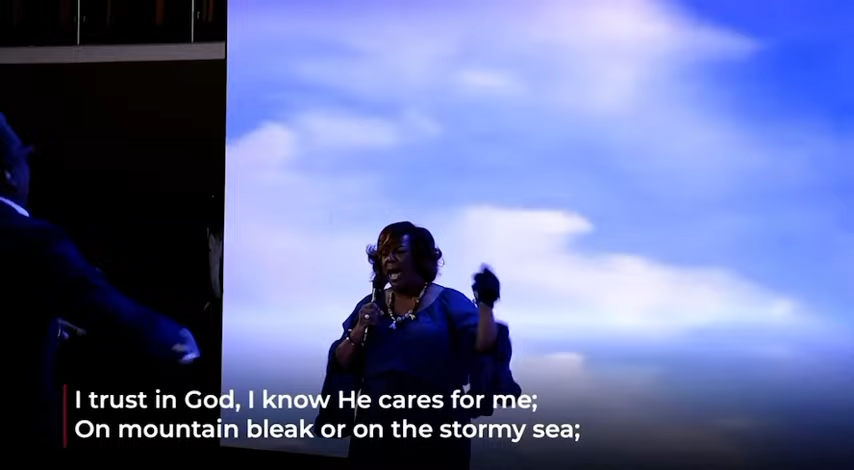 I trust in God, I know He cares for me;
On mountain bleak or on the stormy sea;